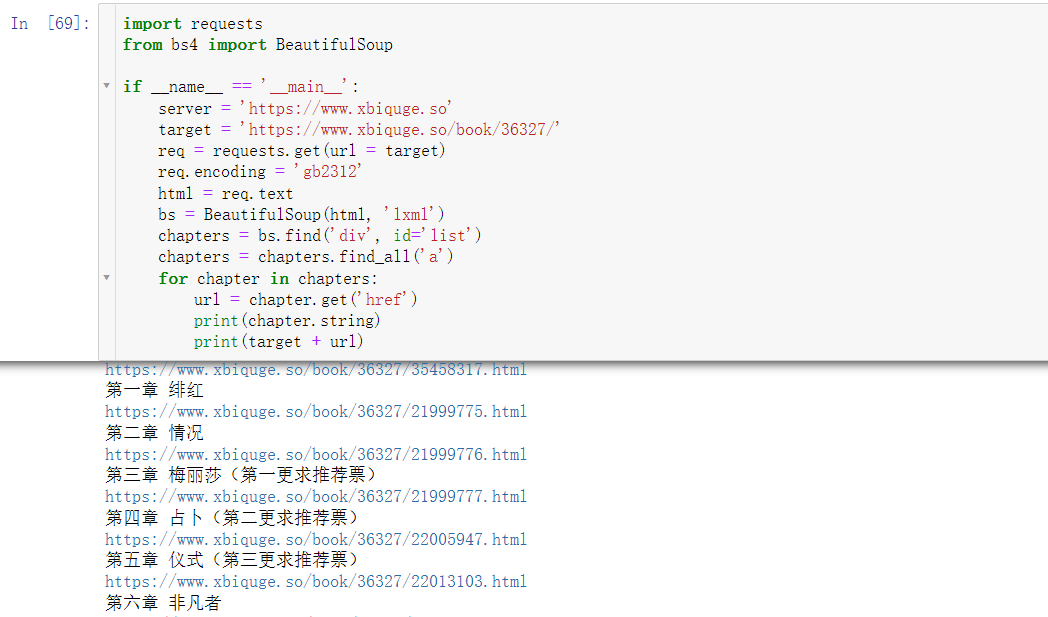 In [69]:
import requests
from bs4 import BeautifulSoup
if __name__ == '__main__':
server = 'https://www.xbiquge.so'
target = 'https://www.xbiquge.so/book/36327/'
req = requests.get(url = target)
req.encoding = 'gb2312'
html = req.text
bs = BeautifulSoup(html, 'lxml')
chapters = bs.find('div', id='list')
chapters = chapters.find_all('a')
for chapter in chapters:
url = chapter.get('href')
print(chapter.string)
print(target + url)
https://www.xbiquge.so/book/36327/35458317.html
第一章 绯红
https://www.xbiquge.so/book/36327/21999775.html
第二章 情况
https://www.xbiquge.so/book/36327/21999776.html
第三章 梅丽莎（第一更求推荐票）
https://www.xbiquge.so/book/36327/21999777.html
第四章 占卜（第二更求推荐票）
https://www.xbiquge.so/book/36327/22005947.html
第五章 仪式（第三更求推荐票）
https://www.xbiquge.so/book/36327/22013103.html
第六章 非凡者